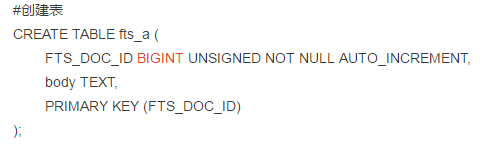 #创建表
CREATE TABLE fts_a (
FTS_DOC_ID BIGINT UNSIGNED NOT NULL AUTO_INCREMENT,
body TEXT,
PRIMARY KEY (FTS_DOC_ID)
);